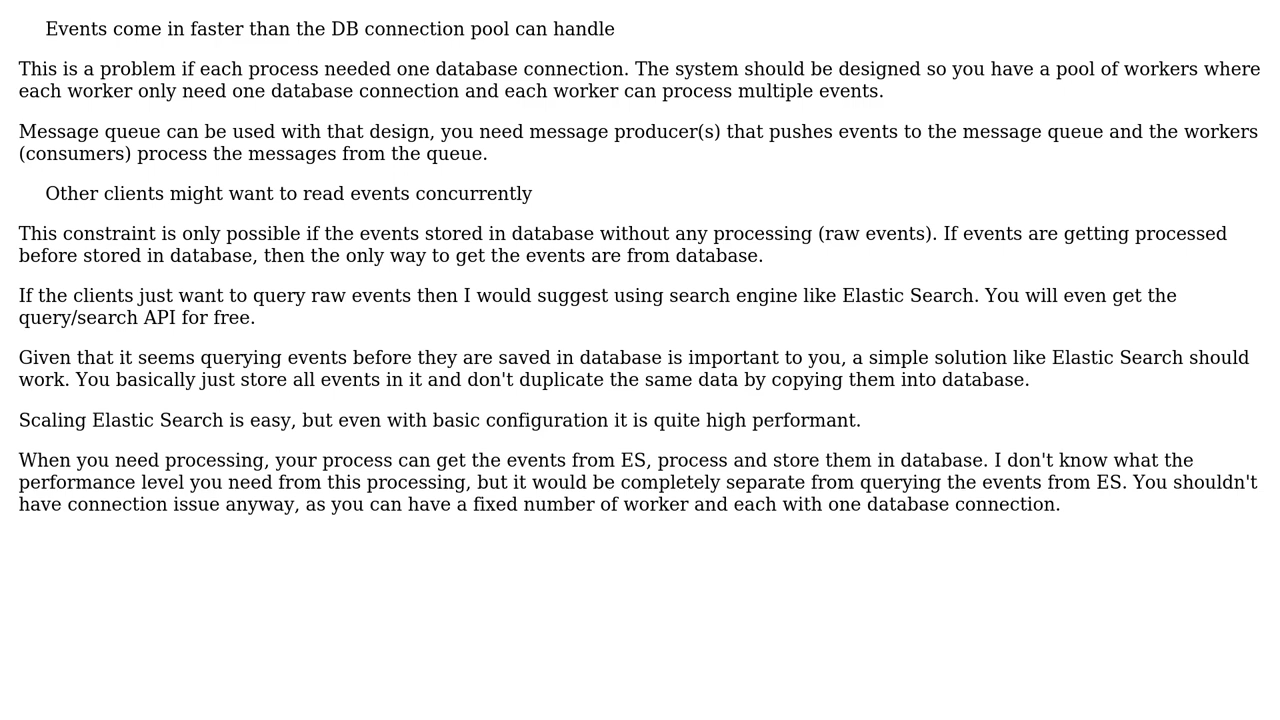 Events come in faster than the DB connection pool can handle
This is a problem if each process needed one database connection. The system should be designed so you have a pool of workers where
each worker only need one database connection and each worker can process multiple events.
Message queue can be used with that design, you need message producer(s) that pushes events to the message queue and the workers
(consumers) process the messages from the queue.
Other clients might want to read events concurrently
This constraint is only possible if the events stored in database without any processing (raw events). If events are getting processed
before stored in database, then the only way to get the events are from database.
If the clients just want to query raw events then I would suggest using search engine like Elastic Search. You will even get the
query/search API for free.
Given that it seems querying events before they are saved in database is important to you, a simple solution like Elastic Search should
work. You basically just store all events in it and don't duplicate the same data by copying them into database.
Scaling Elastic Search is easy, but even with basic configuration it is quite high performant.
When you need processing, your process can get the events from ES, process and store them in database. I don't know what the
performance level you need from this processing, but it would be completely separate from querying the events from ES. You shouldn't
have connection issue anyway, as you can have a fixed number of worker and each with one database connection.